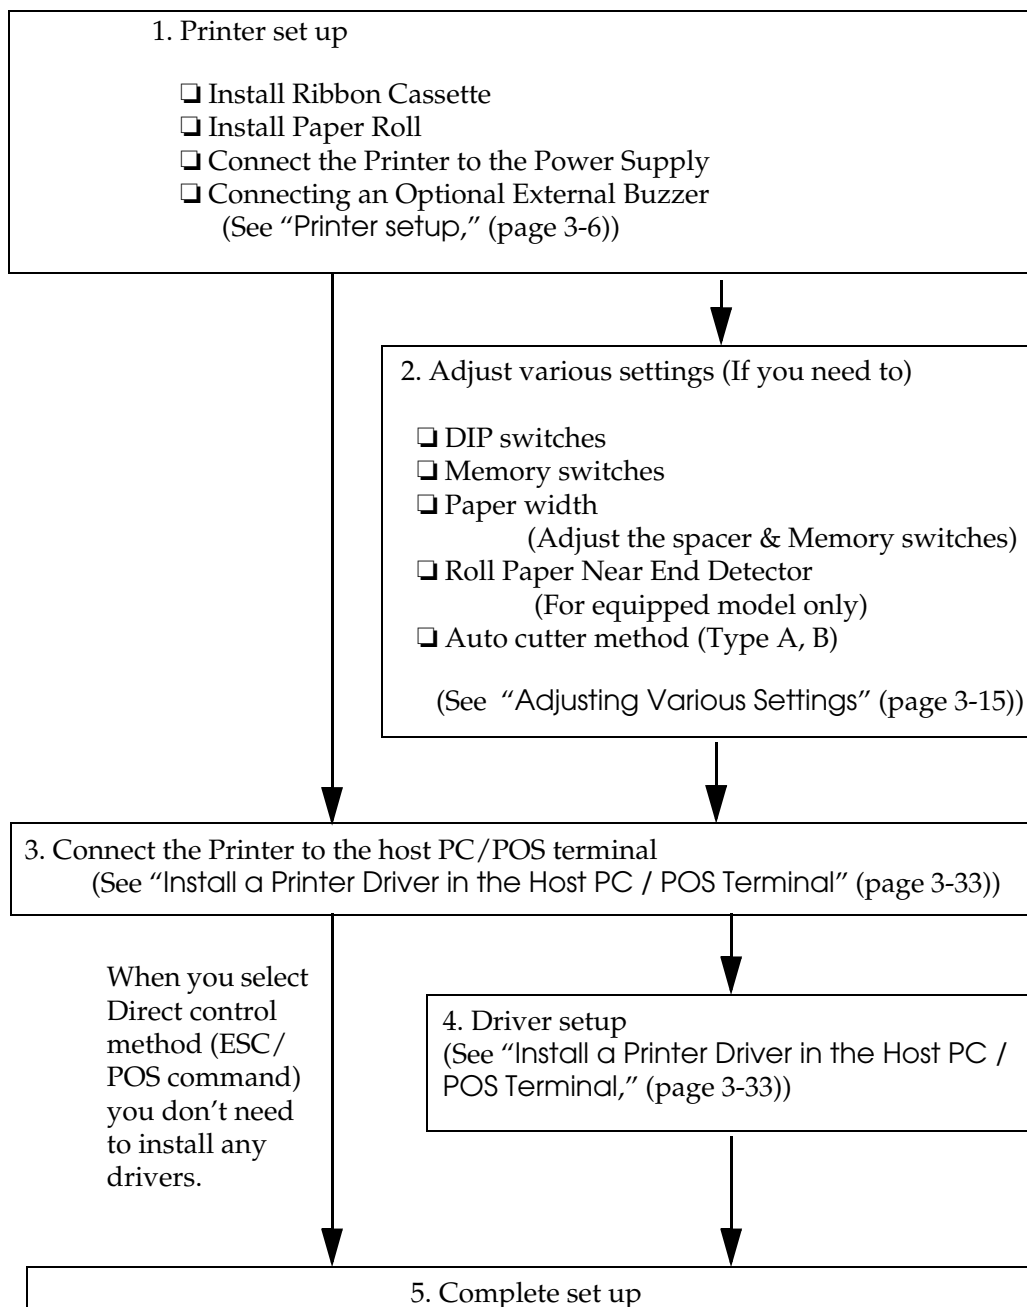 1. Printer set up
❏ Install Ribbon Cassette
❏ Install Paper Roll
❏ Connect the Printer to the Power Supply
❏ Connecting an Optional External Buzzer
(See “Printer setup,” (page 3-6))
2. Adjust various settings (If you need to)
❏ DIP switches
❏ Memory switches
❏ Paper width
(Adjust the spacer & Memory switches)
❏ Roll Paper Near End Detector
(For equipped model only)
❏ Auto cutter method (Type A, B)
(See “Adjusting Various Settings” (page 3-15))
3. Connect the Printer to the host PC/POS terminal
(See “Install a Printer Driver in the Host PC / POS Terminal” (page 3-33))
When you select
Direct control
method (ESC/
POS command)
you don’t need
to install any
drivers.
4. Driver setup
(See “Install a Printer Driver in the Host PC /
POS Terminal,” (page 3-33))
5. Complete set up